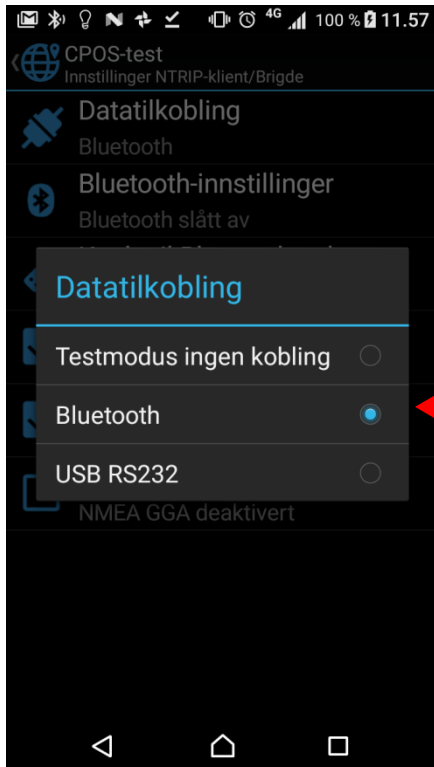 4G 100 % 11.57
CPOS-test
Innstillinger NTRIP-klient/Brigde
Datatilkobling
Bluetooth
Bluetooth-innstillinger
Bluetooth slått av
Datatilkobling
Testmodus ingen kobling
Bluetooth
USB RS232
NMEA GGA deaktivert